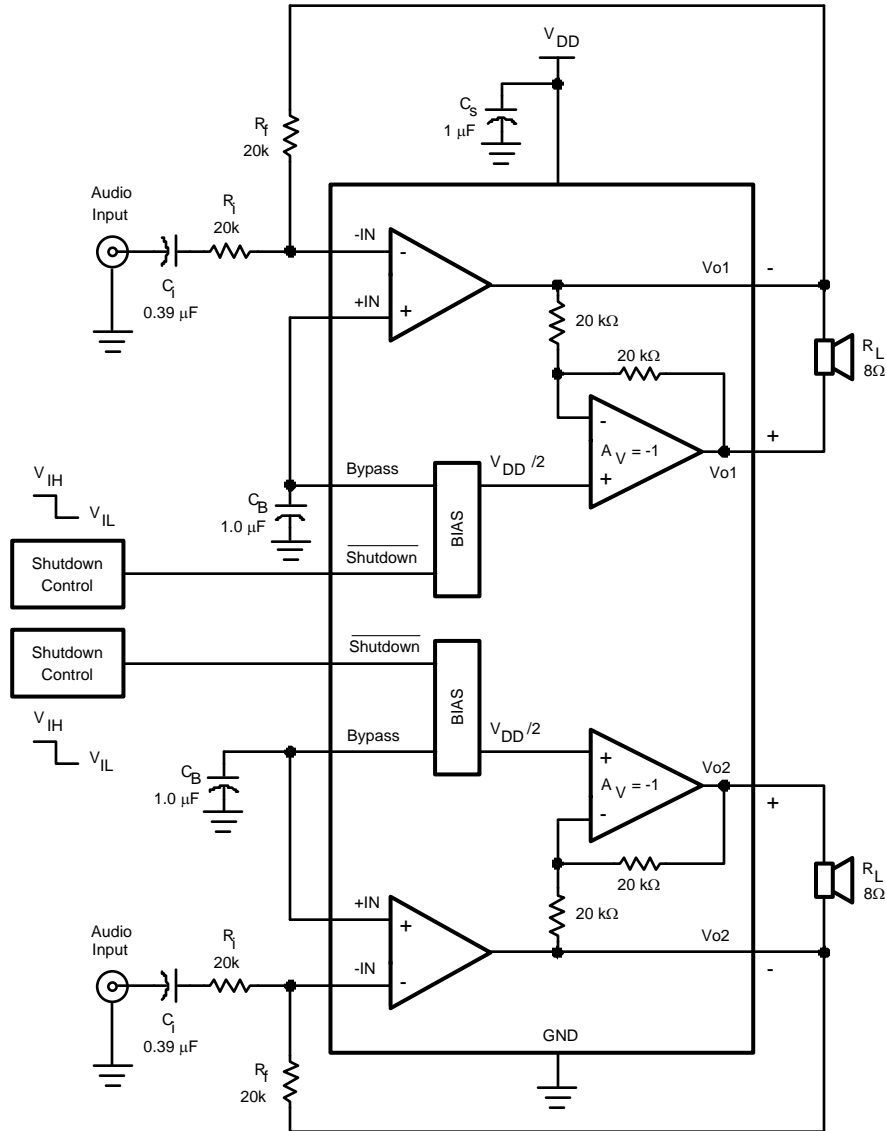 V DD
C S
1 µF
R f
20k
Audio
Input
R i
20k
C i
0.39 µF
-IN
-
+IN
+
Vo1
-
20 kΩ
20 kΩ
R L
8Ω
-
A V = -1
+
+
Vo1
V IH
V IL
Bypass
V DD /2
C B
1.0 µF
BIAS
Shutdown
Shutdown
Control
Shutdown
Control
Shutdown
BIAS
V IH
V IL
Bypass
V DD /2
C B
1.0 µF
+
A V = -1
-
Vo2
+
R L
8Ω
20 kΩ
20 kΩ
+IN
+
-IN
-
Vo2
-
Audio
Input
R i
20k
C i
0.39 µF
R f
20k
GND